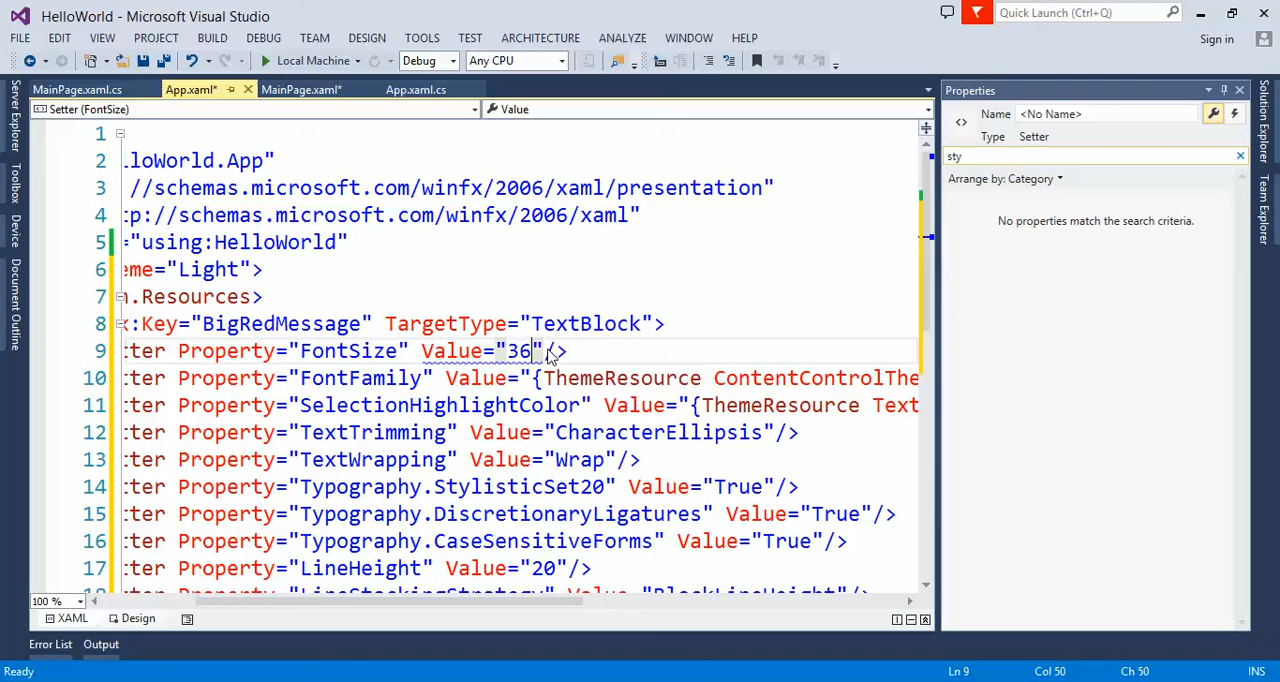 HelloWorld - Microsoft Visual Studio
Quick Launch (Ctrl+Q)
FILE EDIT VIEW PROJECT BUILD DEBUG TEAM DESIGN TOOLS TEST ARCHITECTURE ANALYZE WINDOW HELP
Sign in
Local Machine Debug Any CPU
MainPage.xaml.cs App.xaml* MainPage.xaml* App.xaml.cs
Setter (FontSize) Value
1
2 lloWorld.App"
3 //schemas.microsoft.com/winfx/2006/xaml/presentation"
4 tp://schemas.microsoft.com/winfx/2006/xaml"
5 ="using:HelloWorld"
6 eme="Light">
7 n.Resources>
8 x:Key="BigRedMessage" TargetType="TextBlock">
9 tter Property="FontSize" Value="36"/>
10 tter Property="FontFamily" Value="{ThemeResource ContentControlThe
11 tter Property="SelectionHighlightColor" Value="{ThemeResource Text
12 tter Property="TextTrimming" Value="CharacterEllipsis"/>
13 tter Property="TextWrapping" Value="Wrap"/>
14 tter Property="Typography.StylisticSet20" Value="True"/>
15 tter Property="Typography.DiscretionaryLigatures" Value="True"/>
16 tter Property="Typography.CaseSensitiveForms" Value="True"/>
17 tter Property="LineHeight" Value="20"/>
18 tter Property="LineStackingStrategy" Value="BlockLineHeight"/>
100 %
XAML Design
Error List Output
Ready Ln 9 Col 50 Ch 50 INS
Server Explorer
Toolbox
Device
Document Outline
Properties
Name <No Name>
Type Setter
sty
Arrange by: Category
No properties match the search criteria.
Solution Explorer
Team Explorer